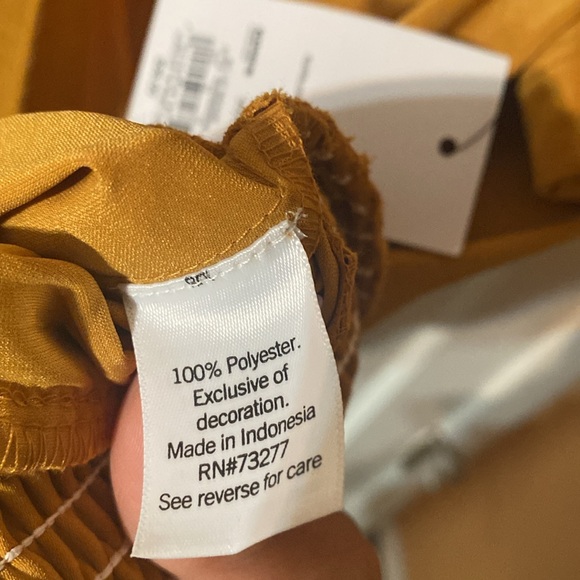 100% Polyester.
Exclusive of
decoration.
Made in Indonesia
RN#73277
See reverse for care